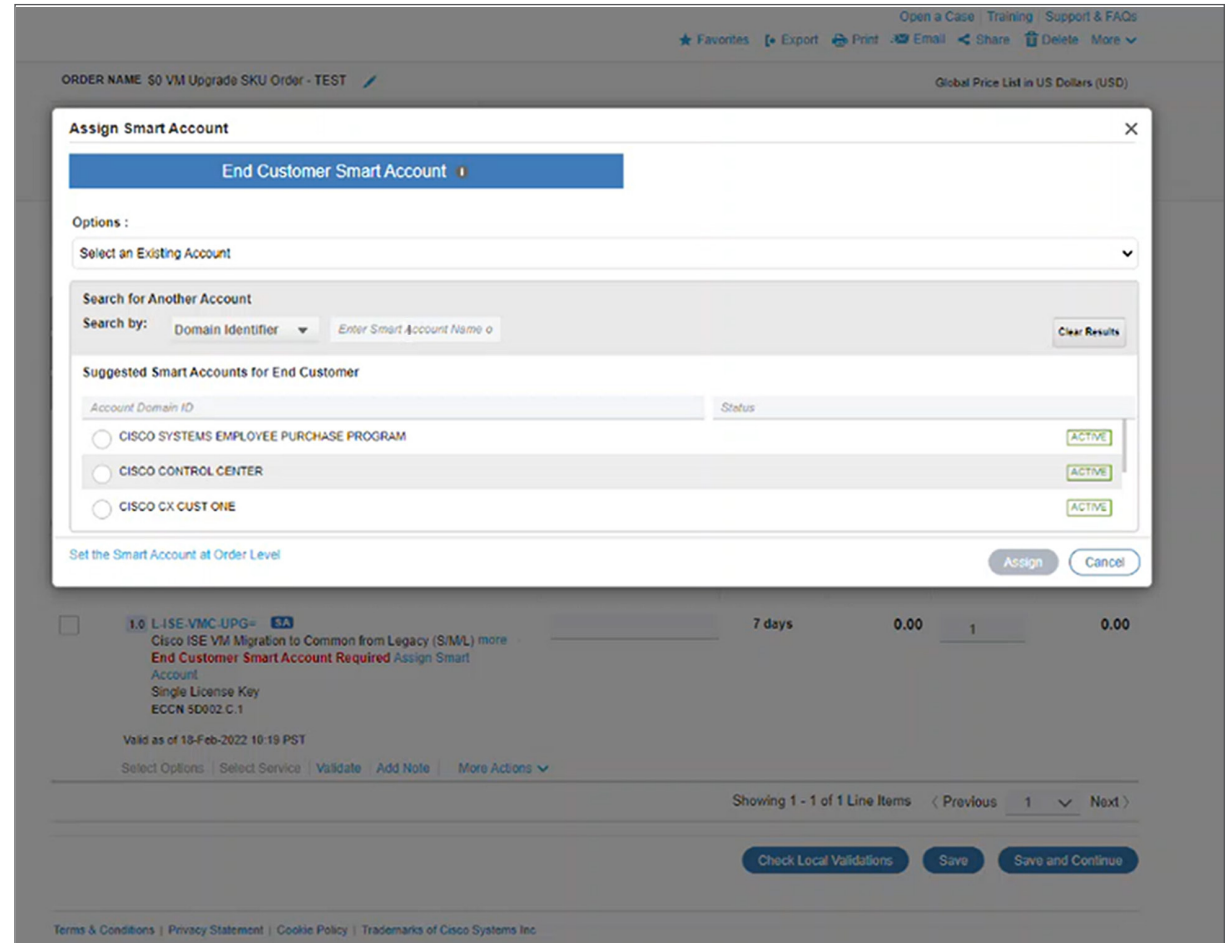 Open a Case | Training | Support & FAQs
Favorites Export Print Email Share Delete More
ORDER NAME $0 VM Upgrade SKU Order - TEST
Global Price List in US Dollars (USD)
Assign Smart Account
End Customer Smart Account
Options :
Select an Existing Account
Search for Another Account
Search by: Domain Identifier Enter Smart Account Name o
Clear Results
Suggested Smart Accounts for End Customer
Account Domain ID Status
CISCO SYSTEMS EMPLOYEE PURCHASE PROGRAM ACTIVE
CISCO CONTROL CENTER ACTIVE
CISCO CX CUST ONE ACTIVE
Set the Smart Account at Order Level
Assign Cancel
1.0 L-ISE-VMC-UPG= SA 7 days 0.00 1 0.00
Cisco ISE VM Migration to Common from Legacy (S/M/L) more
End Customer Smart Account Required Assign Smart
Account
Single License Key
ECCN 5D002.C.1
Valid as of 18-Feb-2022 10:19 PST
Select Options | Select Service | Validate | Add Note | More Actions
Showing 1 - 1 of 1 Line Items Previous 1 Next
Check Local Validations Save Save and Continue
Terms & Conditions | Privacy Statement | Cookie Policy | Trademarks of Cisco Systems Inc